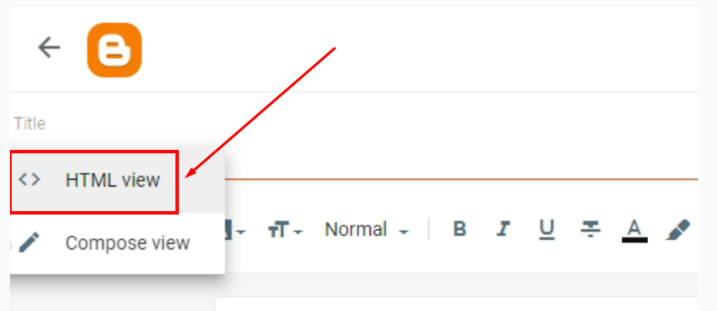 Title
<> HTML view
Compose view
Normal
B I U A